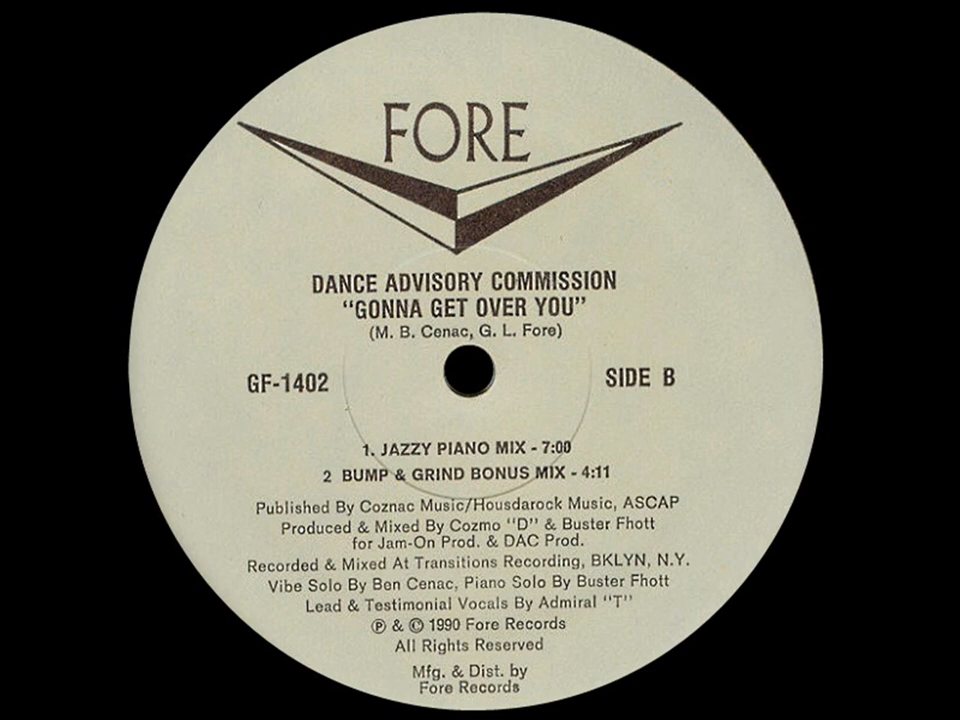 FORE
DANCE ADVISORY COMMISSION
"GONNA GET OVER YOU"
(M. B. Cenac, G. L. Fore)
GF-1402
SIDE B
1. JAZZY PIANO MIX - 7:00
2 BUMP & GRIND BONUS MIX - 4:11
Published By Coznac Music/Housdarock Music, ASCAP
Produced & Mixed By Cozmo "D" & Buster Fhott
for Jam-On Prod. & DAC Prod.
Recorded & Mixed At Transitions Recording, BKLYN, N.Y.
Vibe Solo By Ben Cenac, Piano Solo By Buster Fhott
Lead & Testimonial Vocals By Admiral "T"
℗ & © 1990 Fore Records
All Rights Reserved
Mfg. & Dist. by
Fore Records